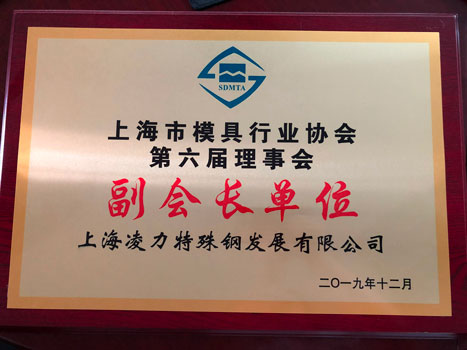 SDMTA
上海市模具行业协会
第六届理事会
副会长单位
上海凌力特殊钢发展有限公司
二〇一九年十二月